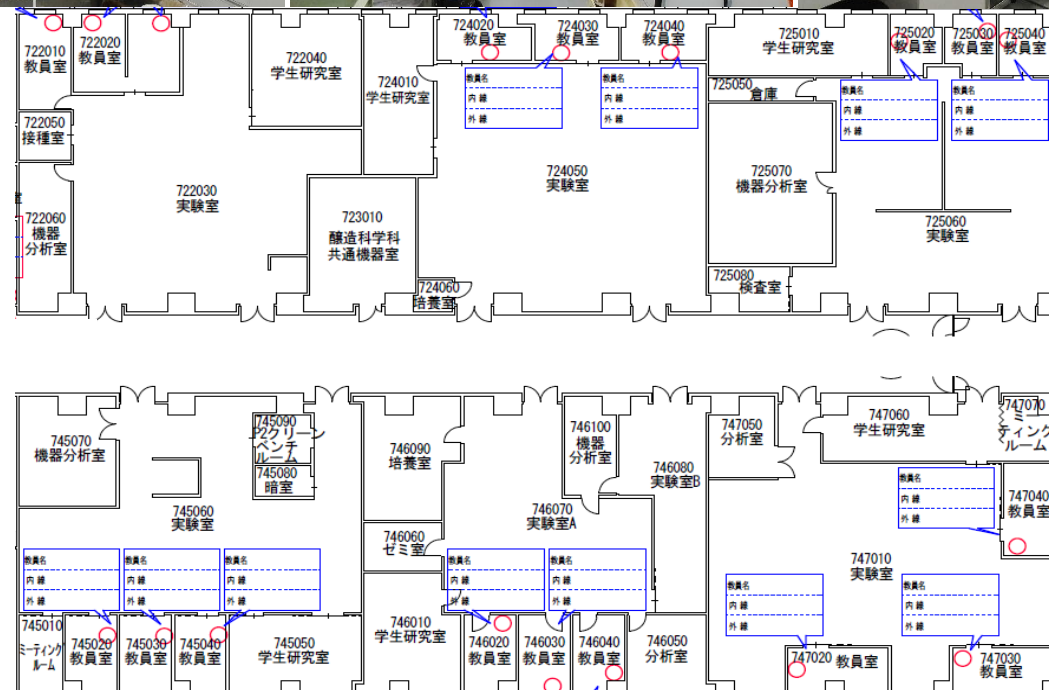 722010
教員室
722020
教員室
722040
学生研究室
724010
学生研究室
724020
教員室
724030
教員室
724040
教員室
725010
学生研究室
725020
教員室
725030
教員室
725040
教員室
教員名
内線
外線
教員名
内線
外線
725050
倉庫
教員名
内線
外線
教員名
内線
外線
722050
接種室
722030
実験室
724050
実験室
725070
機器分析室
722060
機器
分析室
723010
醸造科学科
共通機器室
725060
実験室
724060
培養室
725080
検査室
745070
機器分析室
745090
P2クリーン
ベンチ
ルーム
745080
暗室
746090
培養室
746100
機器
分析室
746080
実験室B
747050
分析室
747060
学生研究室
747070
ミー
ティング
ルーム
745060
実験室
746070
実験室A
746060
ゼミ室
教員名
内線
外線
747040
教員室
747010
実験室
教員名
内線
外線
教員名
内線
外線
教員名
内線
外線
教員名
内線
外線
教員名
内線
外線
教員名
内線
外線
教員名
内線
外線
745010
ミーティング
ルーム
745020
教員室
745030
教員室
745040
教員室
745050
学生研究室
746010
学生研究室
746020
教員室
746030
教員室
746040
教員室
746050
分析室
747020 教員室
747030
教員室